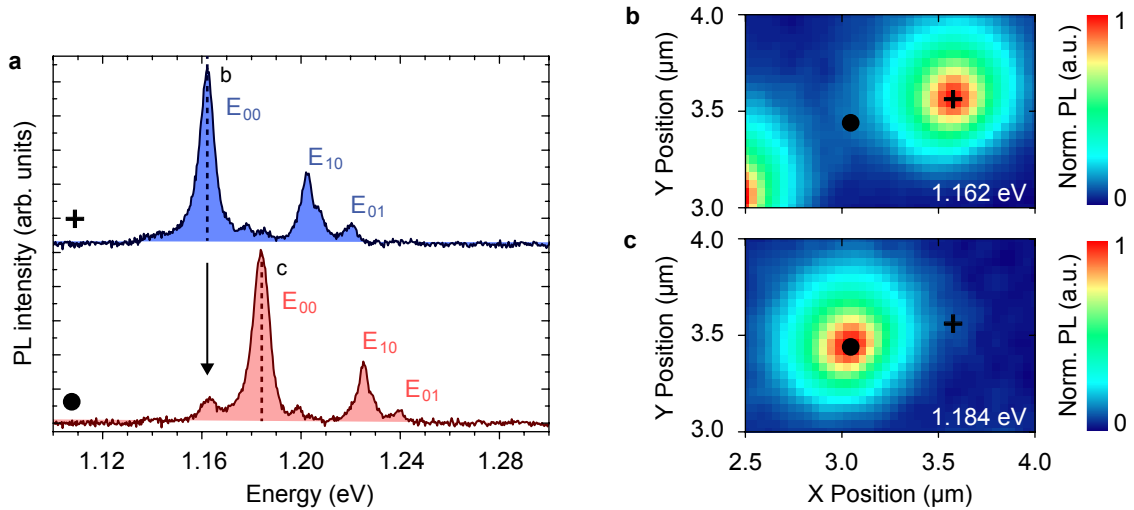 a
PL intensity (arb. units)
b
E00
E10
E01
c
E00
E10
E01
1.12
1.16
1.20
1.24
1.28
Energy (eV)
b
Y Position (µm)
4.0
3.5
3.0
1.162 eV
1
0
Norm. PL (a.u.)
c
Y Position (µm)
4.0
3.5
3.0
1.184 eV
1
0
Norm. PL (a.u.)
2.5
3.0
3.5
4.0
X Position (µm)